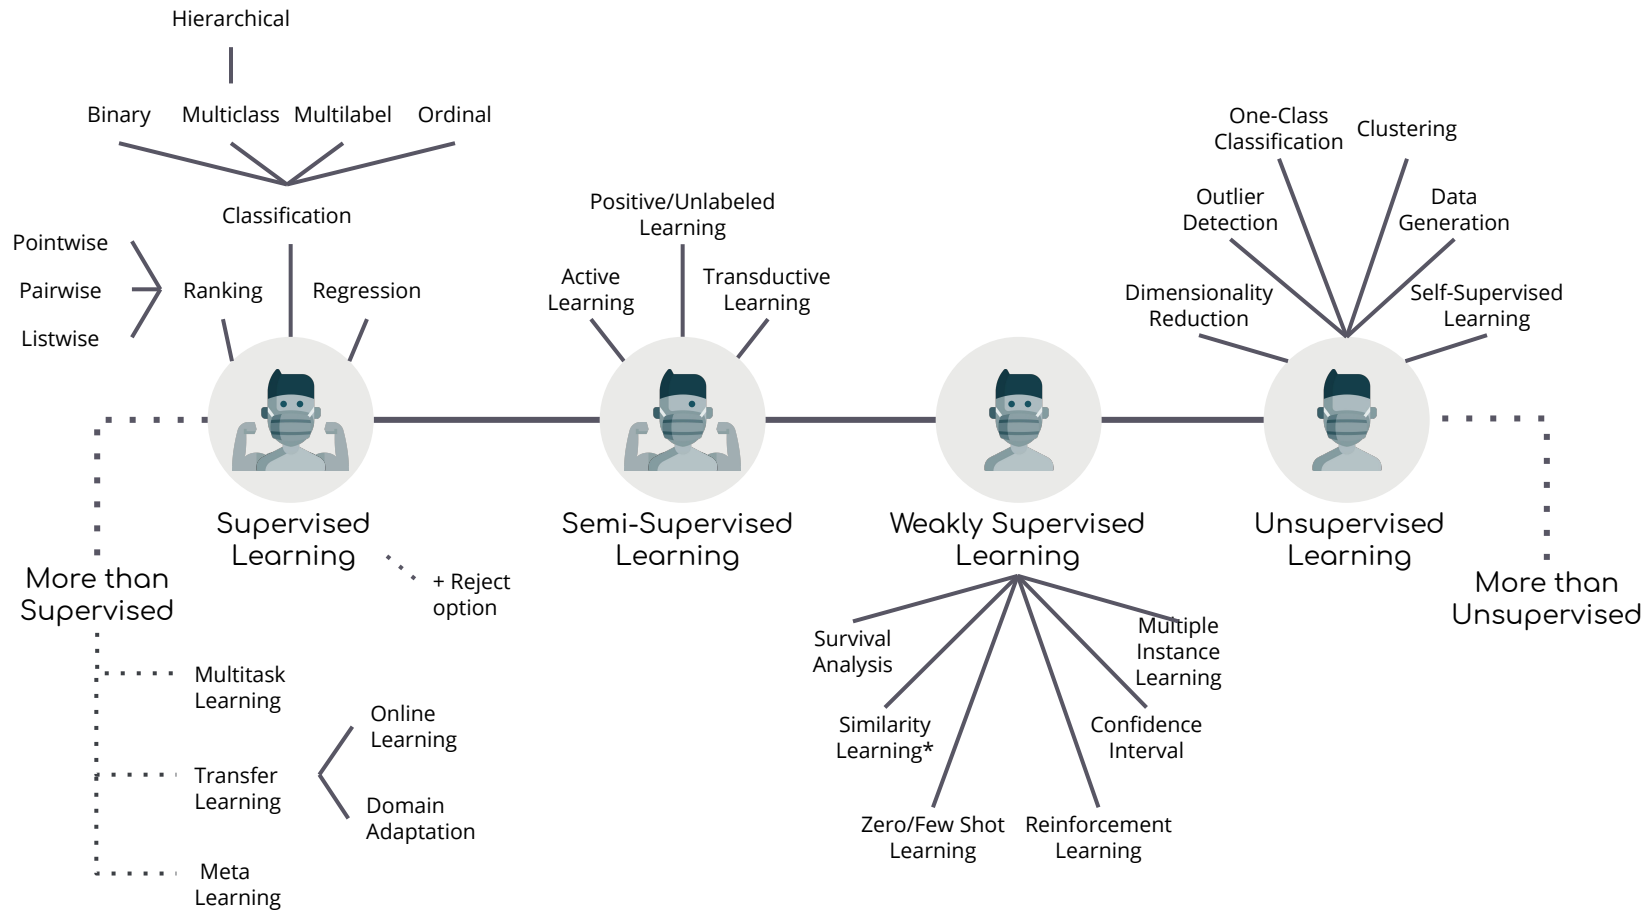 Hierarchical
Binary
Multiclass
Multilabel
Ordinal
Classification
Pointwise
Pairwise
Listwise
Ranking
Regression
Positive/Unlabeled
Learning
Active
Learning
Transductive
Learning
One-Class
Classification
Clustering
Outlier
Detection
Data
Generation
Dimensionality
Reduction
Self-Supervised
Learning
Supervised
Learning
Semi-Supervised
Learning
Weakly Supervised
Learning
Unsupervised
Learning
More than
Supervised
+ Reject
option
More than
Unsupervised
Multitask
Learning
Transfer
Learning
Online
Learning
Domain
Adaptation
Meta
Learning
Survival
Analysis
Multiple
Instance
Learning
Similarity
Learning*
Confidence
Interval
Zero/Few Shot
Learning
Reinforcement
Learning